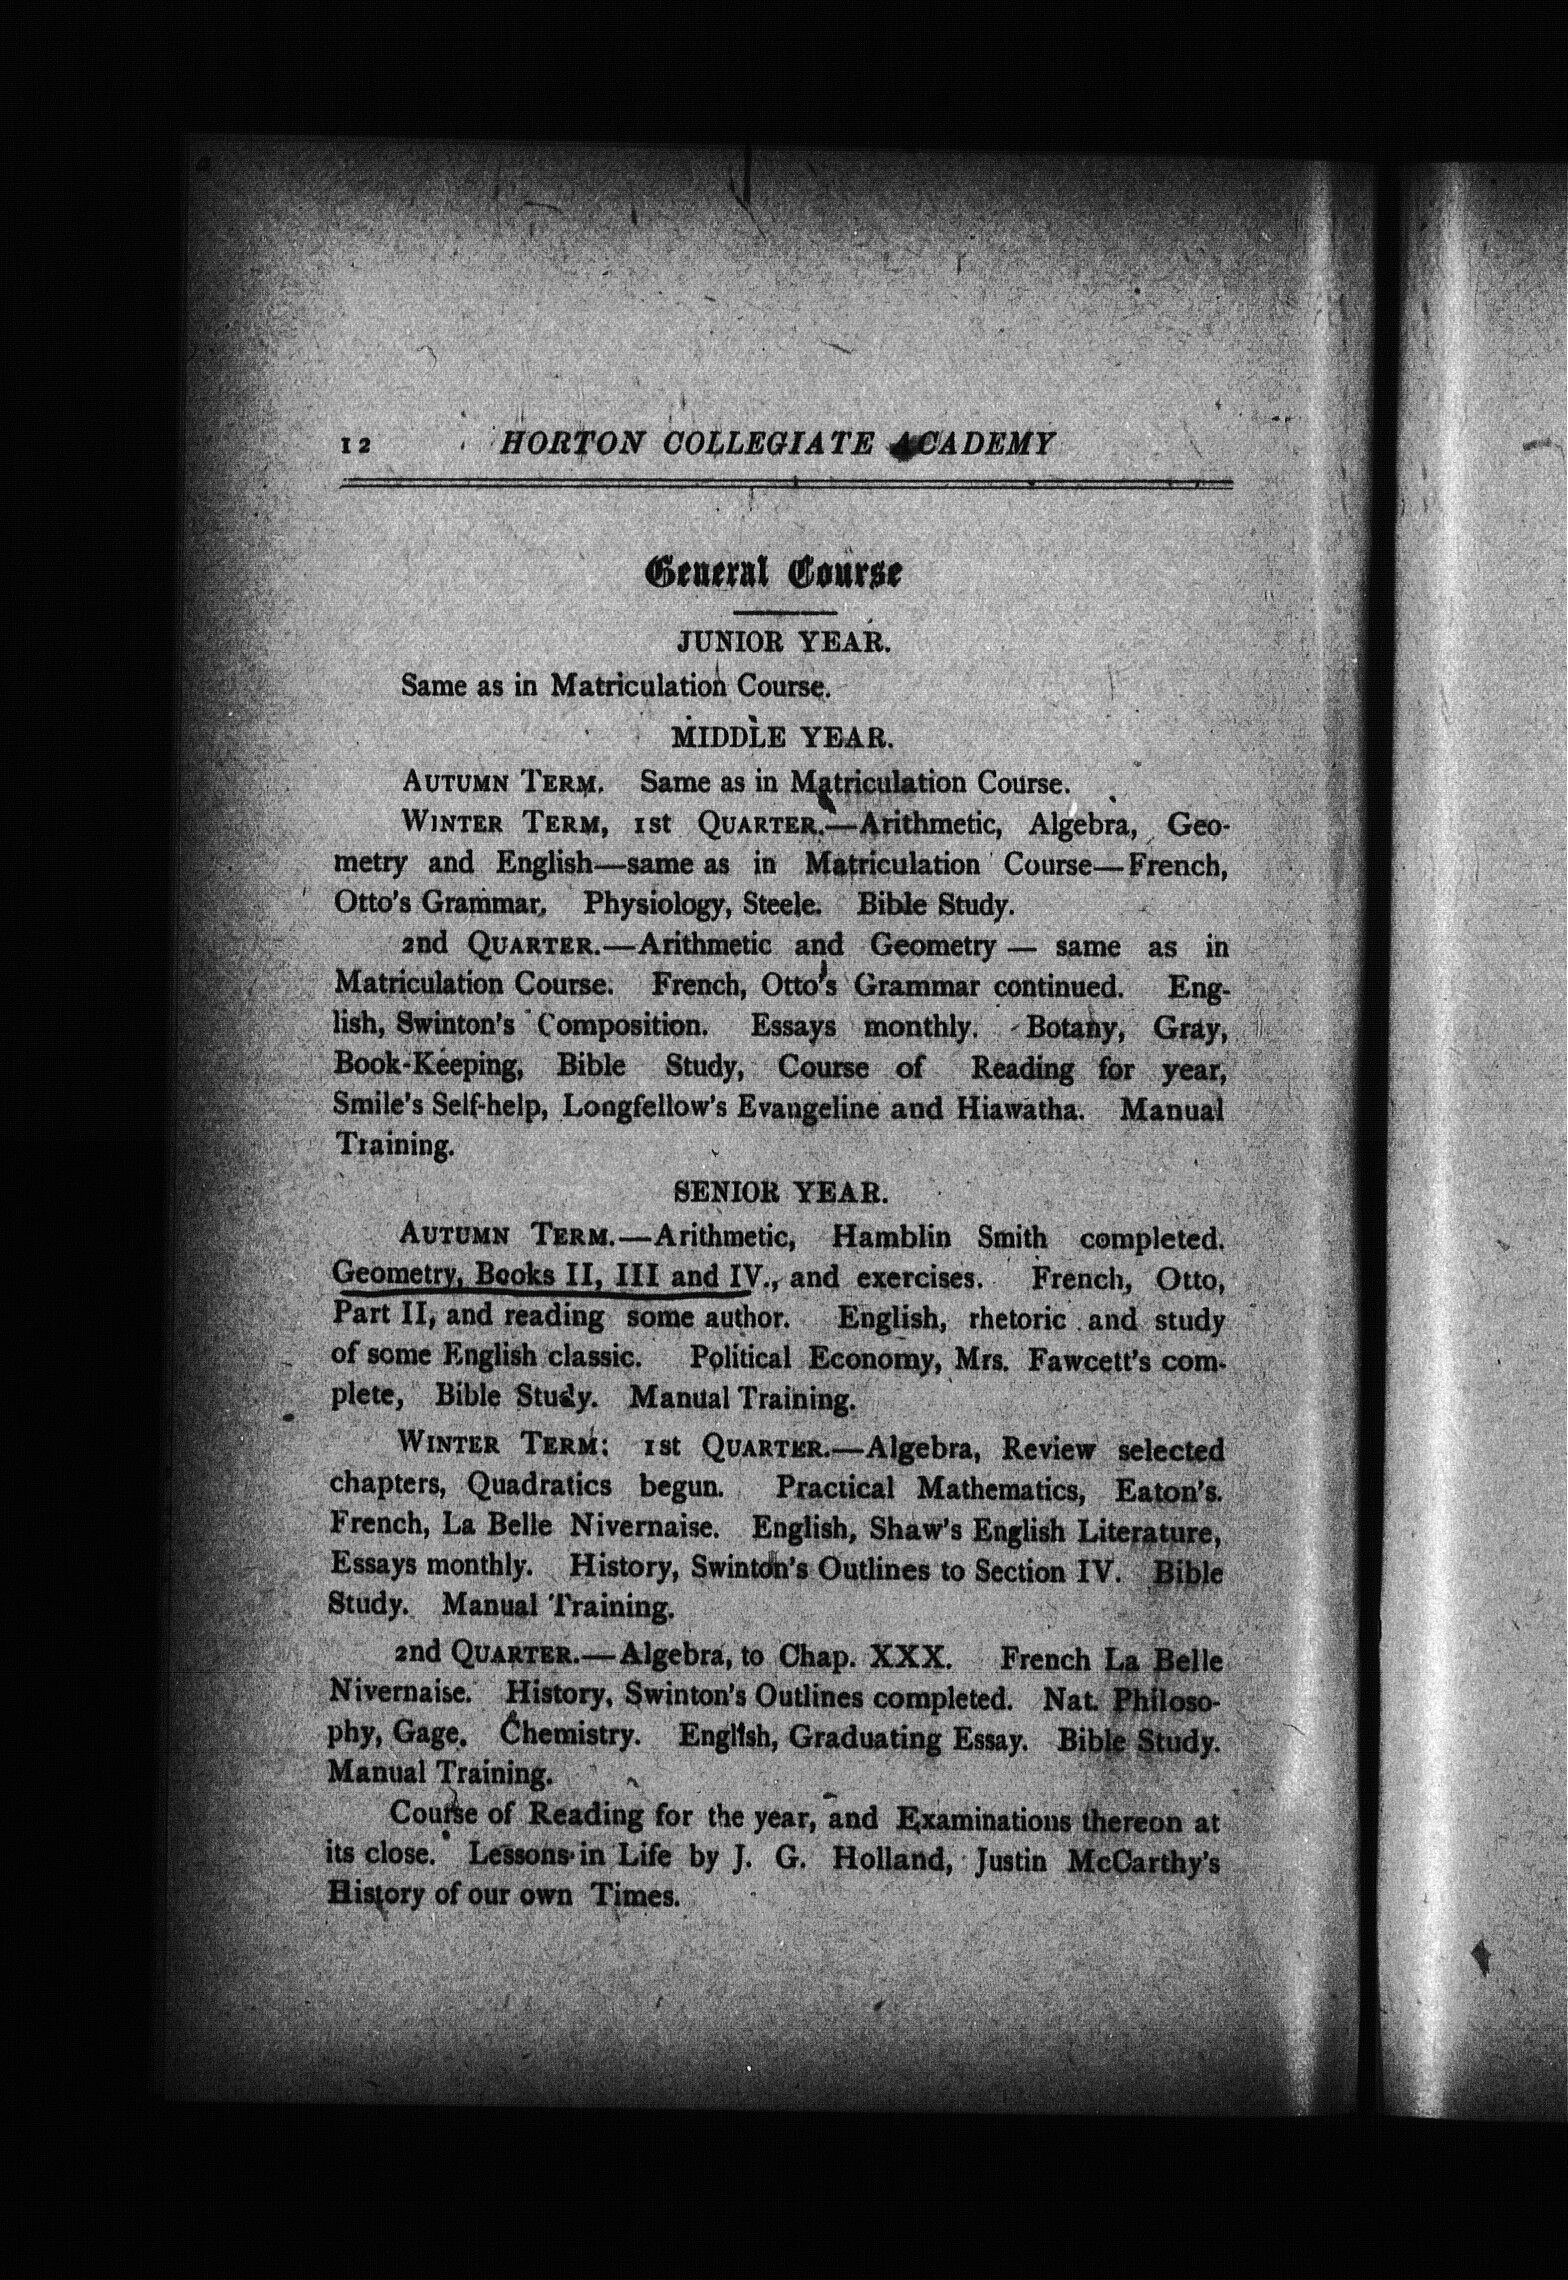 12 HORTON COLLEGIATE ACADEMY
General Course
JUNIOR YEAR.
Same as in Matriculation Course.
MIDDLE YEAR.
AUTUMN TERM. Same as in Matriculation Course.
WINTER TERM, 1st QUARTER.—Arithmetic, Algebra, Geo-
metry and English—same as in Matriculation Course—French,
Otto's Grammar. Physiology, Steele. Bible Study.
2nd QUARTER.—Arithmetic and Geometry — same as in
Matriculation Course. French, Otto's Grammar continued. Eng-
lish, Swinton's Composition. Essays monthly. Botany, Gray,
Book-Keeping, Bible Study, Course of Reading for year,
Smile's Self-help, Longfellow's Evangeline and Hiawatha. Manual
Training.
SENIOR YEAR.
AUTUMN TERM.—Arithmetic, Hamblin Smith completed.
Geometry, Books II, III and IV., and exercises. French, Otto,
Part II, and reading some author. English, rhetoric and study
of some English classic. Political Economy, Mrs. Fawcett's com-
plete, Bible Study. Manual Training.
WINTER TERM: 1st QUARTER.—Algebra, Review selected
chapters, Quadratics begun. Practical Mathematics, Eaton's.
French, La Belle Nivernaise. English, Shaw's English Literature,
Essays monthly. History, Swinton's Outlines to Section IV. Bible
Study. Manual Training.
2nd QUARTER.—Algebra, to Chap. XXX. French La Belle
Nivernaise. History, Swinton's Outlines completed. Nat. Philoso-
phy, Gage. Chemistry. English, Graduating Essay. Bible Study.
Manual Training.
Course of Reading for the year, and Examinations thereon at
its close. Lessons in Life by J. G. Holland, Justin McCarthy's
History of our own Times.